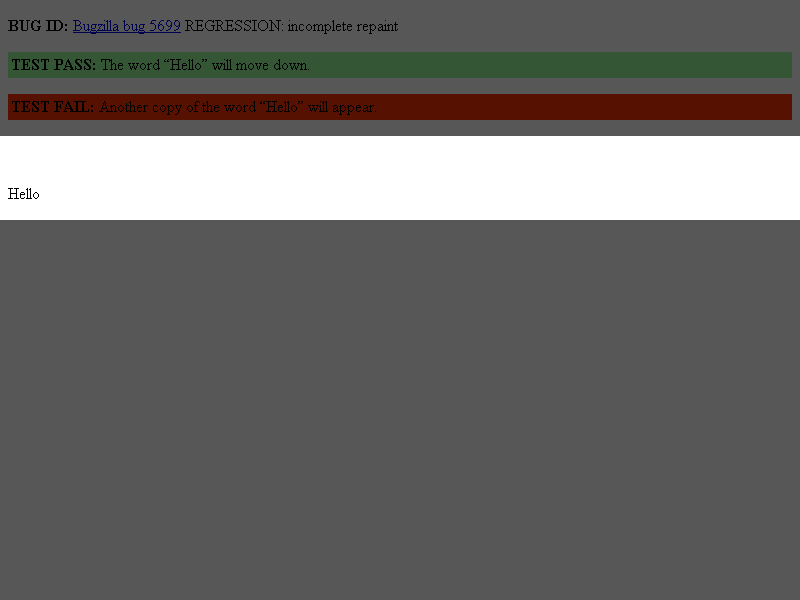 BUG ID: Bugzilla bug 5699 REGRESSION: incomplete repaint
TEST PASS: The word “Hello” will move down.
TEST FAIL: Another copy of the word “Hello” will appear.
Hello